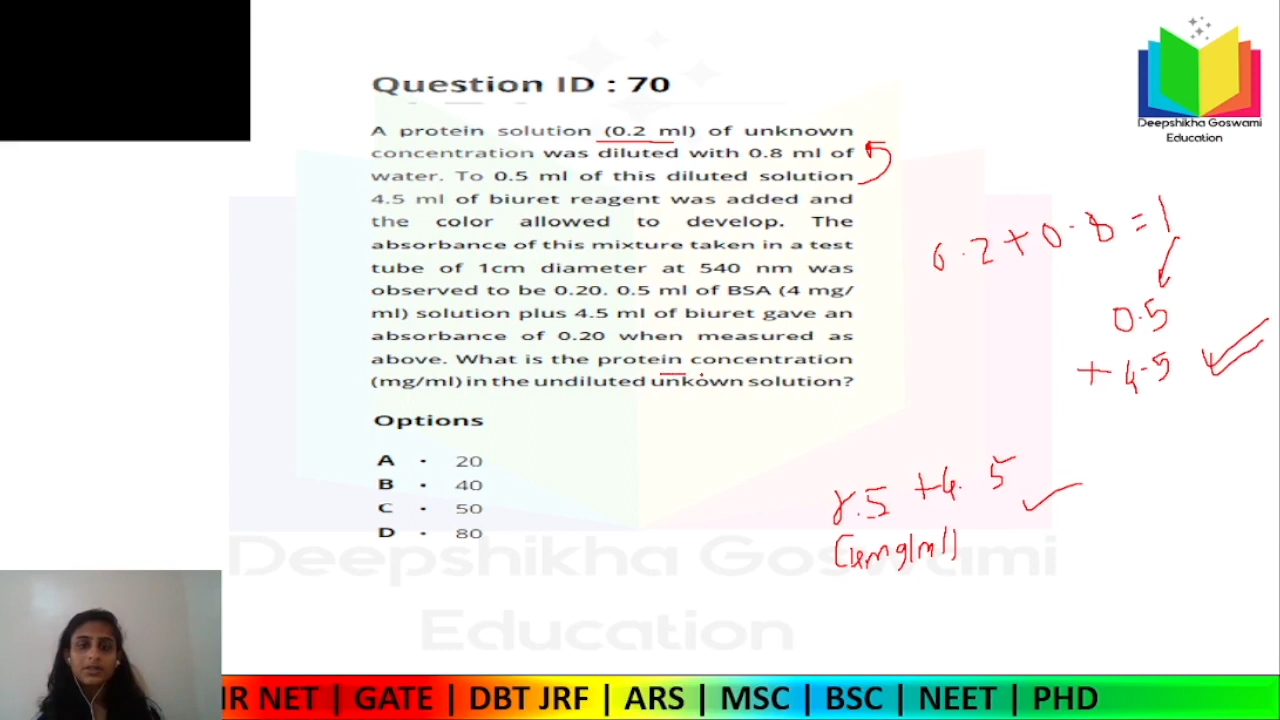 Deepshikha Goswami
Education
Question ID : 70
A protein solution (0.2 ml) of unknown
concentration was diluted with 0.8 ml of
water. To 0.5 ml of this diluted solution
4.5 ml of biuret reagent was added and
the color allowed to develop. The
absorbance of this mixture taken in a test
tube of 1cm diameter at 540 nm was
observed to be 0.20. 0.5 ml of BSA (4 mg/
ml) solution plus 4.5 ml of biuret gave an
absorbance of 0.20 when measured as
above. What is the protein concentration
(mg/ml) in the undiluted unkown solution?
Options
A · 20
B · 40
C · 50
D · 80
0.2+0.8=1
0.5
+ 4.5
+4.5
(4mg/ml)
Deepshikha Goswami
Education
IR NET | GATE | DBT JRF | ARS | MSC | BSC | NEET | PHD